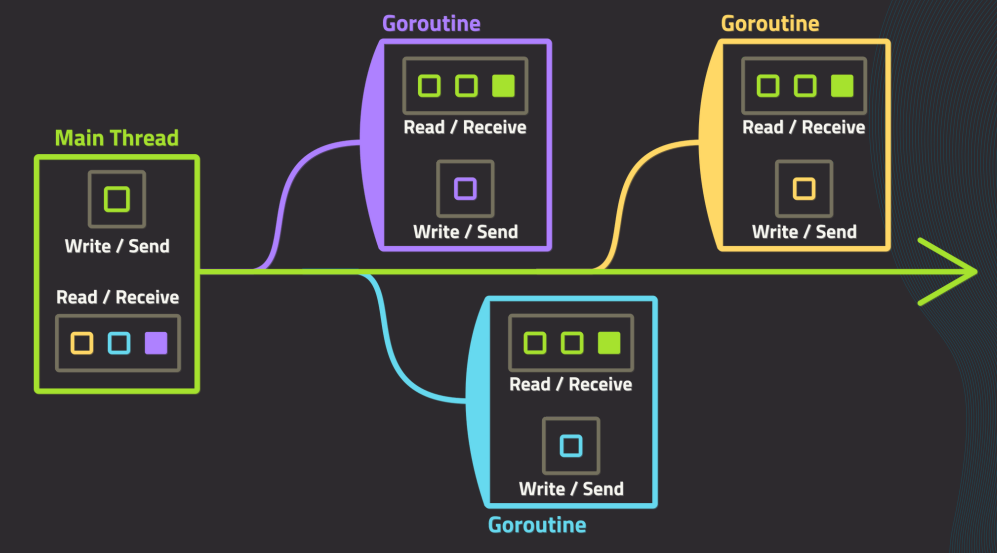 Goroutine
Goroutine
Read / Receive
Read / Receive
Main Thread
Write / Send
Write / Send
Write / Send
Read / Receive
Read / Receive
Write / Send
Goroutine